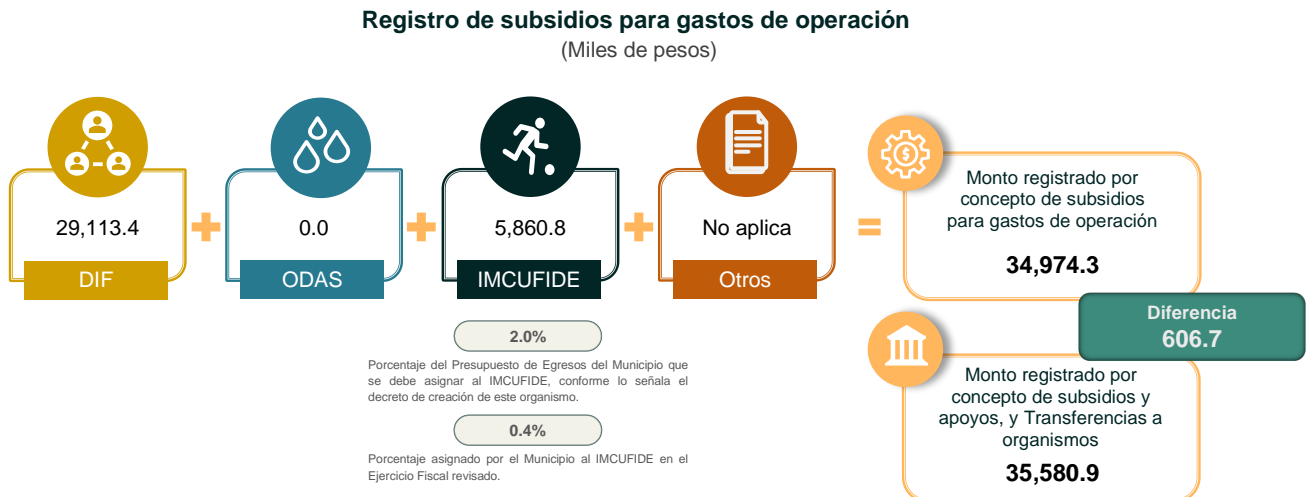 Registro de subsidios para gastos de operación
(Miles de pesos)
29,113.4
DIF
0.0
ODAS
5,860.8
IMCUFIDE
No aplica
Otros
Monto registrado por
concepto de subsidios
para gastos de operación
34,974.3
Diferencia
606.7
Monto registrado por
concepto de subsidios y
apoyos, y Transferencias a
organismos
35,580.9
2.0%
Porcentaje del Presupuesto de Egresos del Municipio que
se debe asignar al IMCUFIDE, conforme lo señala el
decreto de creación de este organismo.
0.4%
Porcentaje asignado por el Municipio al IMCUFIDE en el
Ejercicio Fiscal revisado.